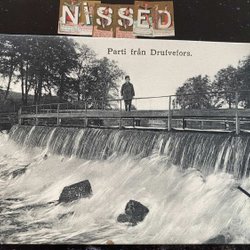 NISSED
Parti från Drufvefors.